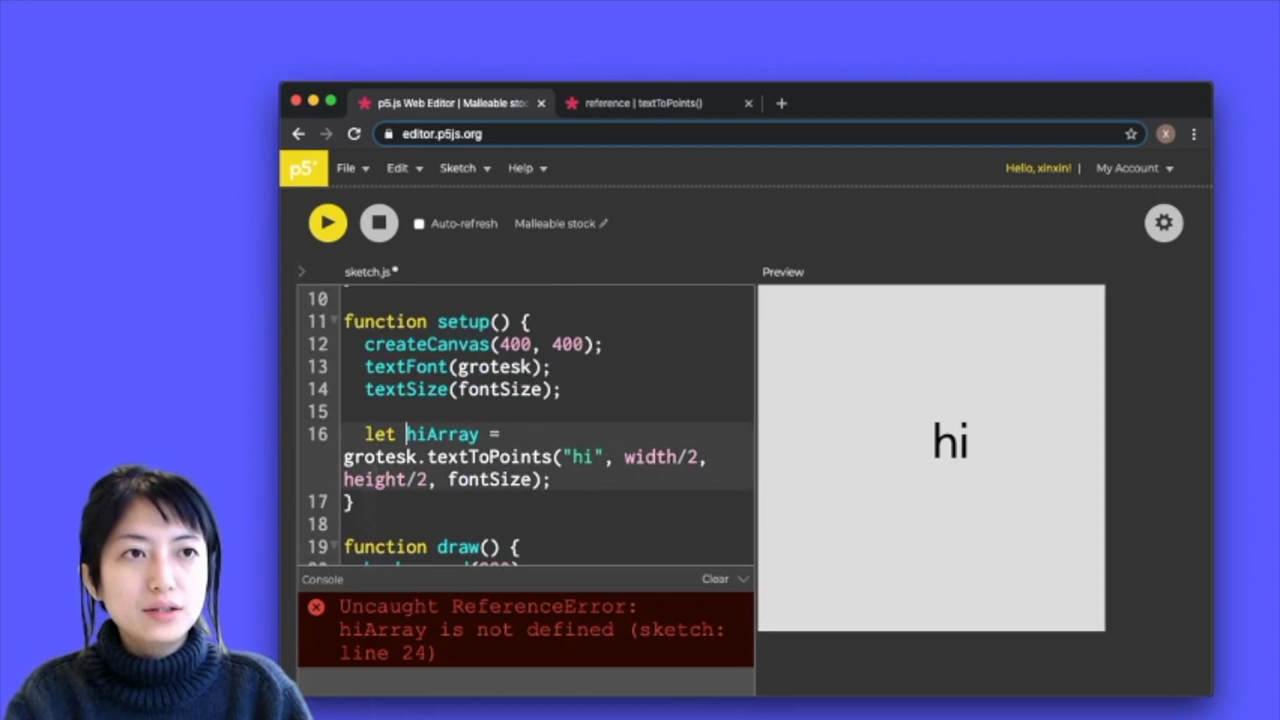 p5.js Web Editor | Malleable stoc
reference | textToPoints()
editor.p5js.org
X
p5*
File
Edit
Sketch
Help
Hello, xinxin! |
My Account
Auto-refresh
Malleable stock
sketch.js
Preview
10
11 function setup() {
12 createCanvas(400, 400);
13 textFont(grotesk);
14 textSize(fontSize);
15
16 let hiArray =
grotesk.textToPoints("hi", width/2,
height/2, fontSize);
17 }
18
19 function draw() {
hi
Console
Clear
Uncaught ReferenceError:
hiArray is not defined (sketch:
line 24)